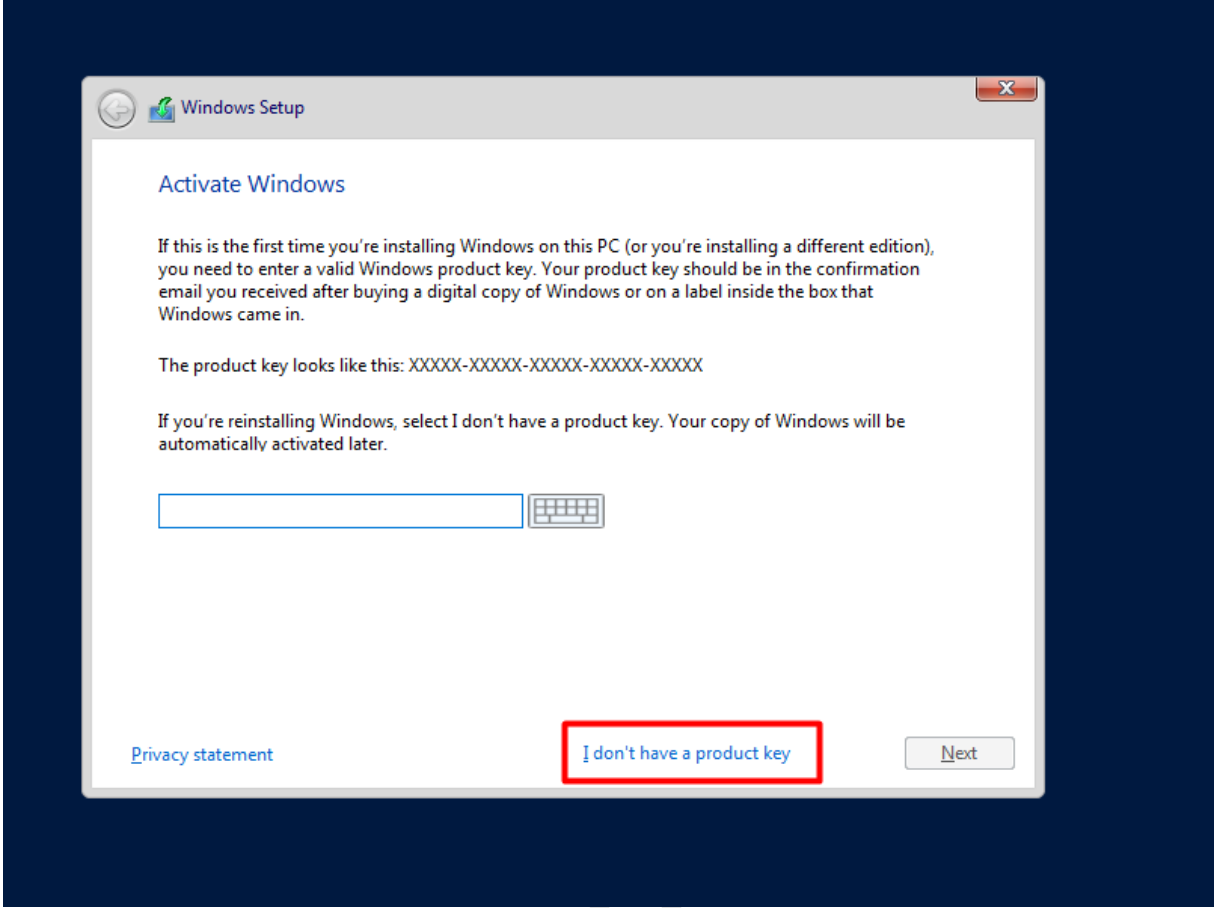 Windows Setup
Activate Windows
If this is the first time you're installing Windows on this PC (or you're installing a different edition),
you need to enter a valid Windows product key. Your product key should be in the confirmation
email you received after buying a digital copy of Windows or on a label inside the box that
Windows came in.
The product key looks like this: XXXXX-XXXXX-XXXXX-XXXXX-XXXXX
If you're reinstalling Windows, select I don't have a product key. Your copy of Windows will be
automatically activated later.
Privacy statement
I don't have a product key
Next